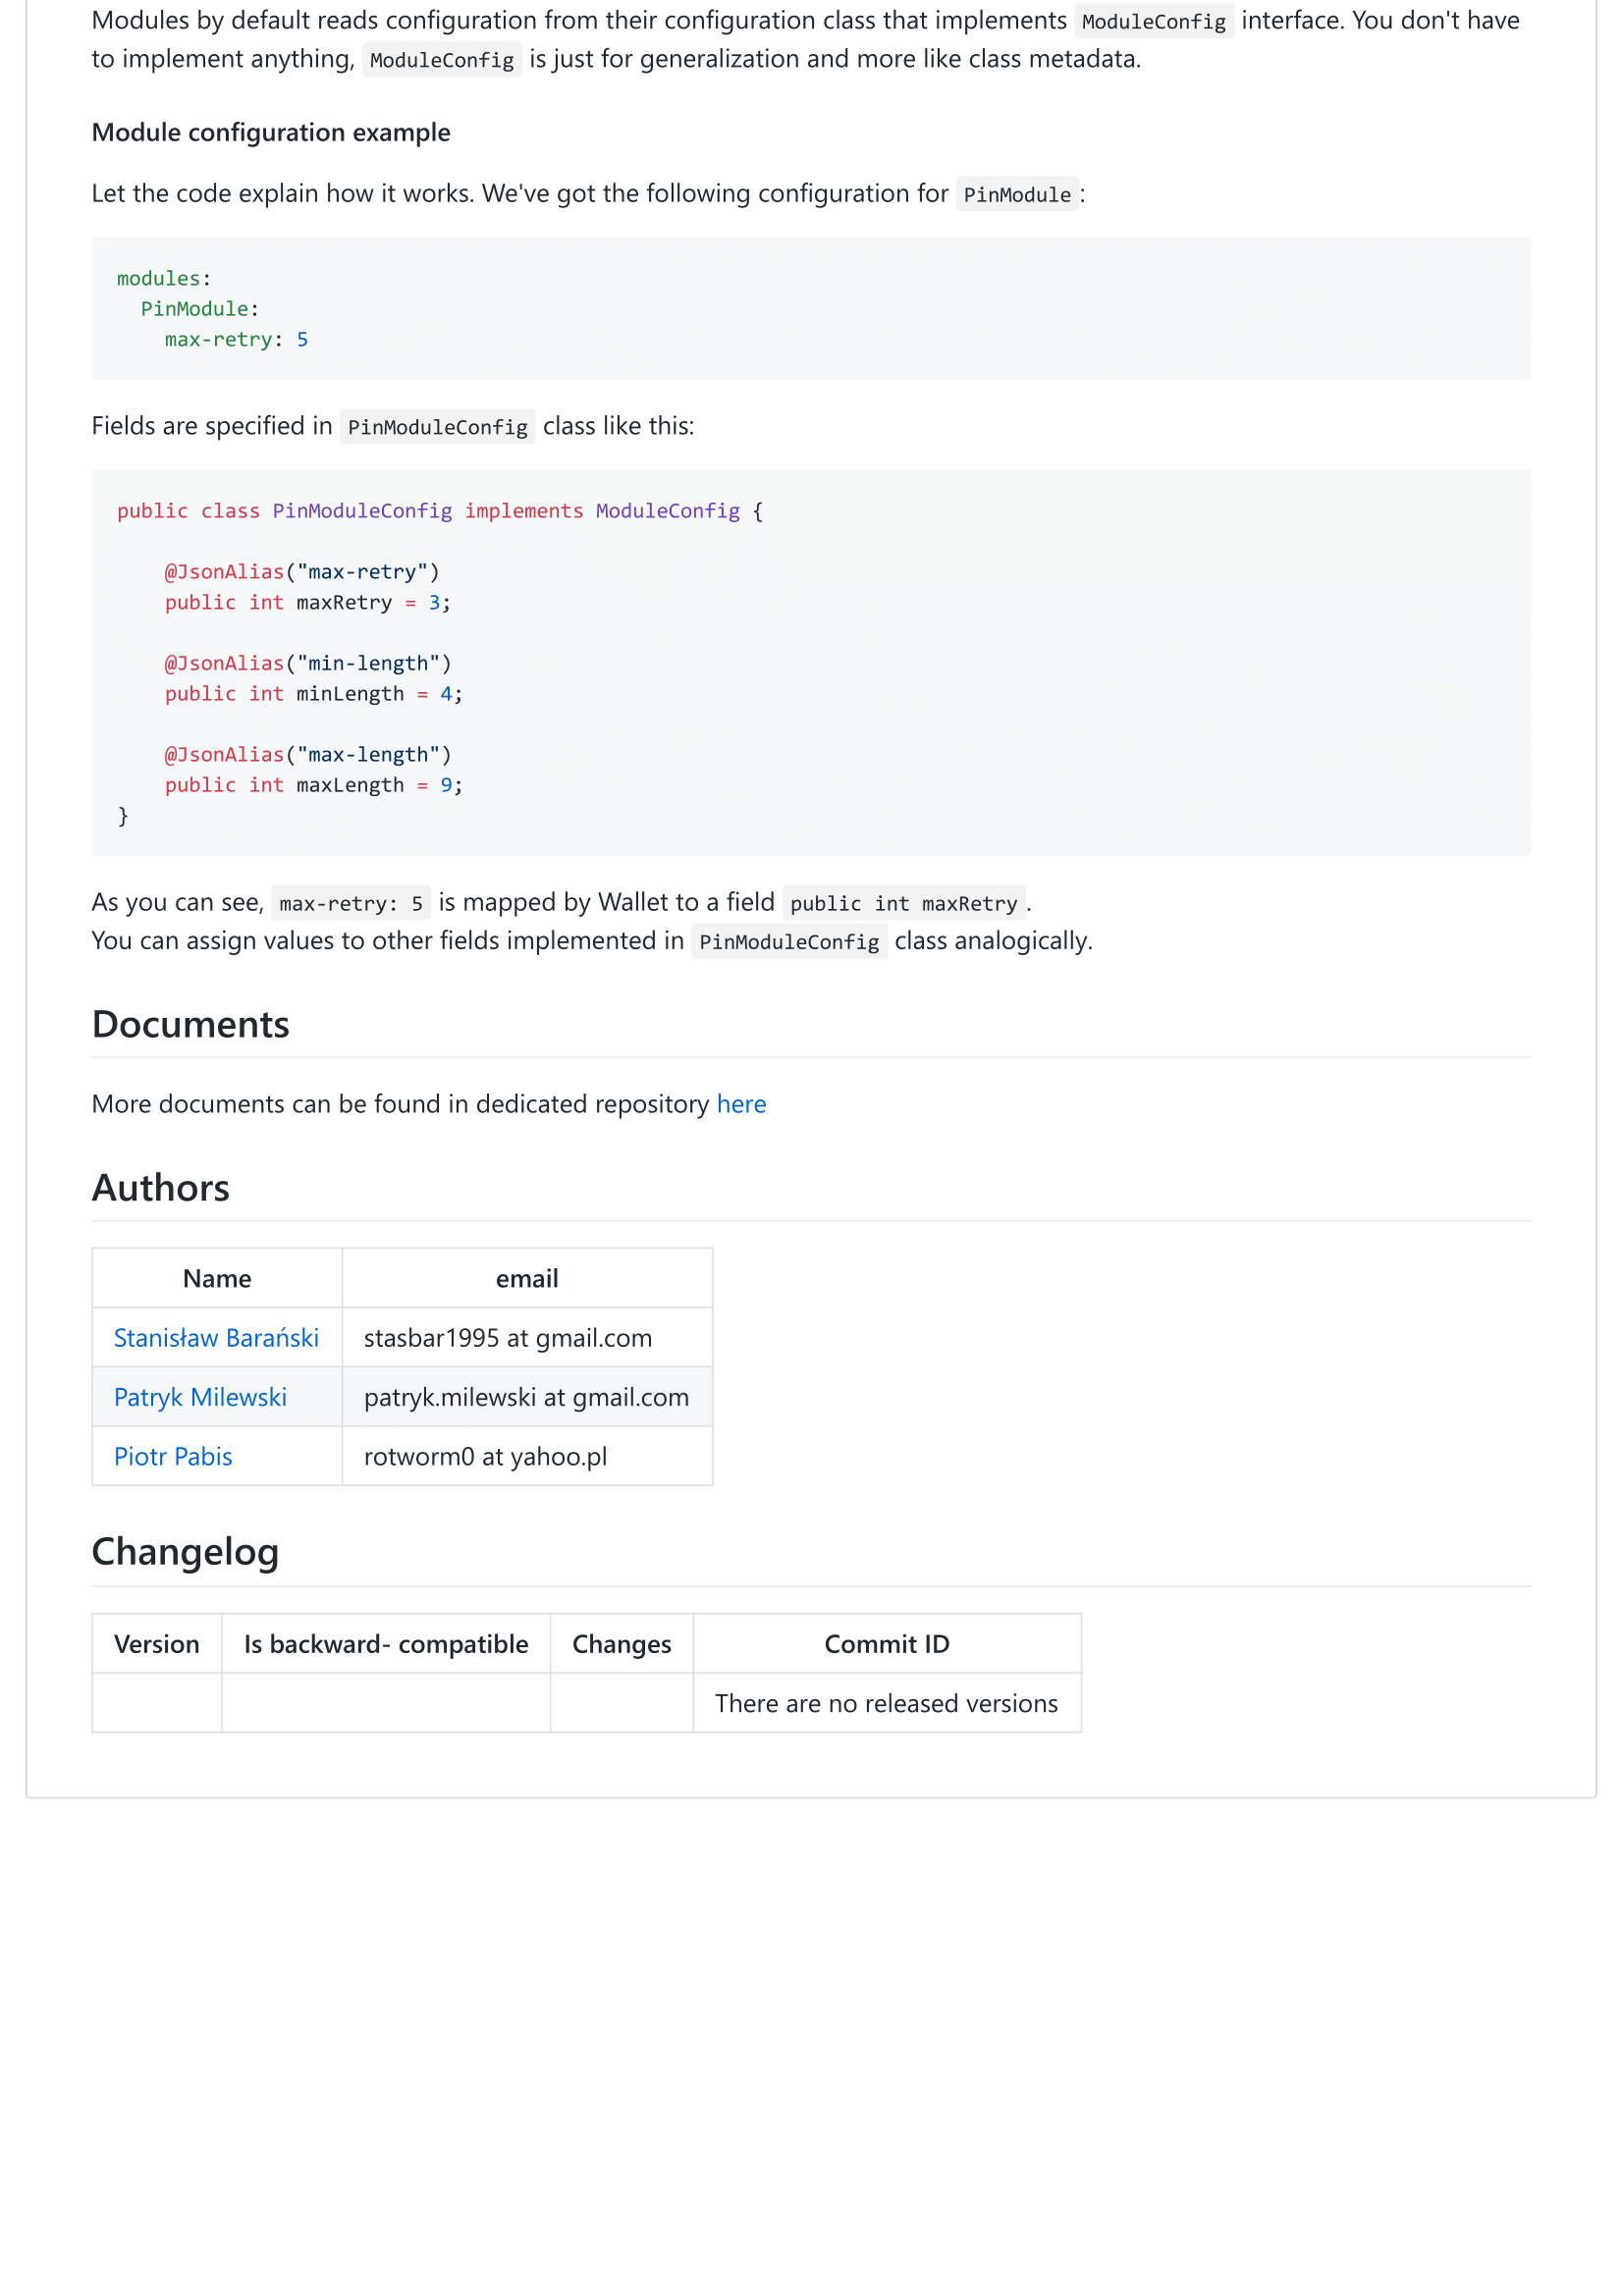 Modules by default reads configuration from their configuration class that implements ModuleConfig interface. You don't have
to implement anything, ModuleConfig is just for generalization and more like class metadata.
Module configuration example
Let the code explain how it works. We've got the following configuration for PinModule:
modules:
  PinModule:
    max-retry: 5
Fields are specified in PinModuleConfig class like this:
public class PinModuleConfig implements ModuleConfig {
    @JsonAlias("max-retry")
    public int maxRetry = 3;
    @JsonAlias("min-length")
    public int minLength = 4;
    @JsonAlias("max-length")
    public int maxLength = 9;
}
As you can see, max-retry: 5 is mapped by Wallet to a field public int maxRetry.
You can assign values to other fields implemented in PinModuleConfig class analogically.
Documents
More documents can be found in dedicated repository here
Authors
Name email
Stanisław Barański stasbar1995 at gmail.com
Patryk Milewski patryk.milewski at gmail.com
Piotr Pabis rotworm0 at yahoo.pl
Changelog
Version Is backward- compatible Changes Commit ID
There are no released versions